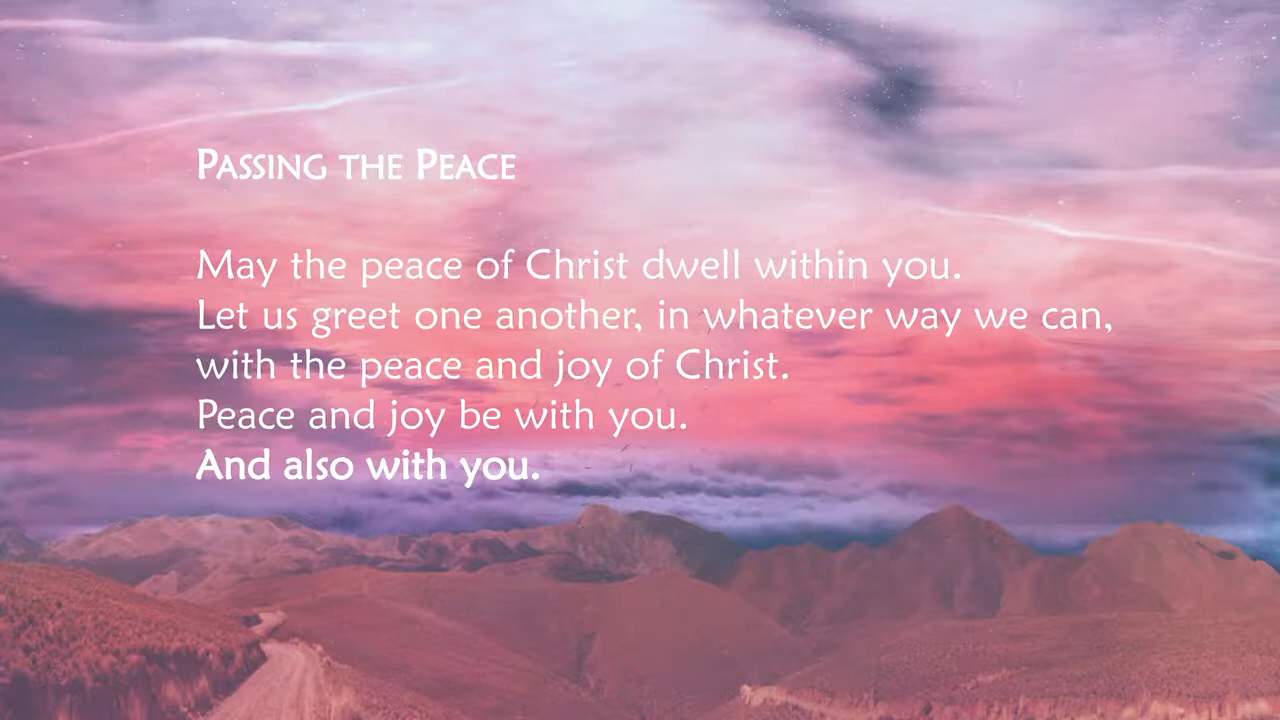 Passing the Peace
May the peace of Christ dwell within you.
Let us greet one another, in whatever way we can,
with the peace and joy of Christ.
Peace and joy be with you.
And also with you.